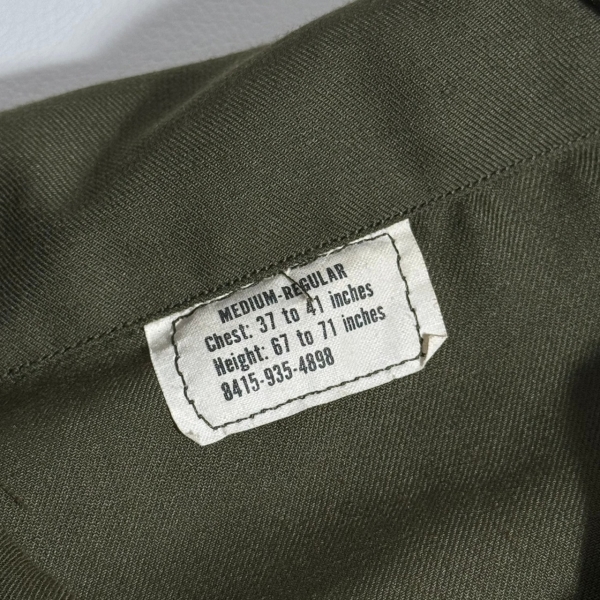 MEDIUM-REGULAR
Chest: 37 to 41 inches
Height: 67 to 71 inches
8415-935-4898